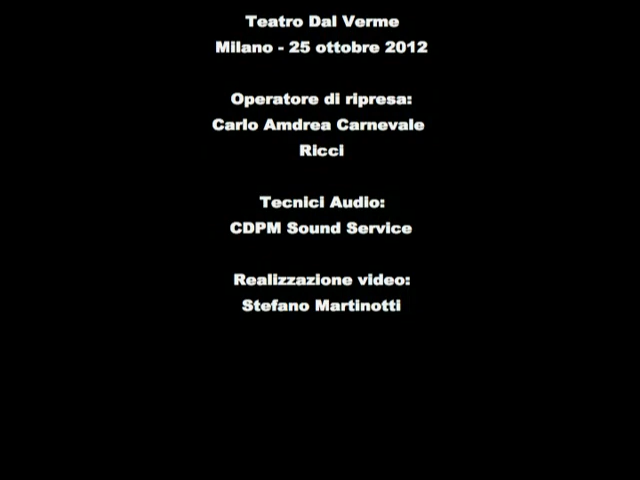 Teatro Dal Verme
Milano - 25 ottobre 2012
Operatore di ripresa:
Carlo Amdrea Carnevale
Ricci
Tecnici Audio:
CDPM Sound Service
Realizzazione video:
Stefano Martinotti